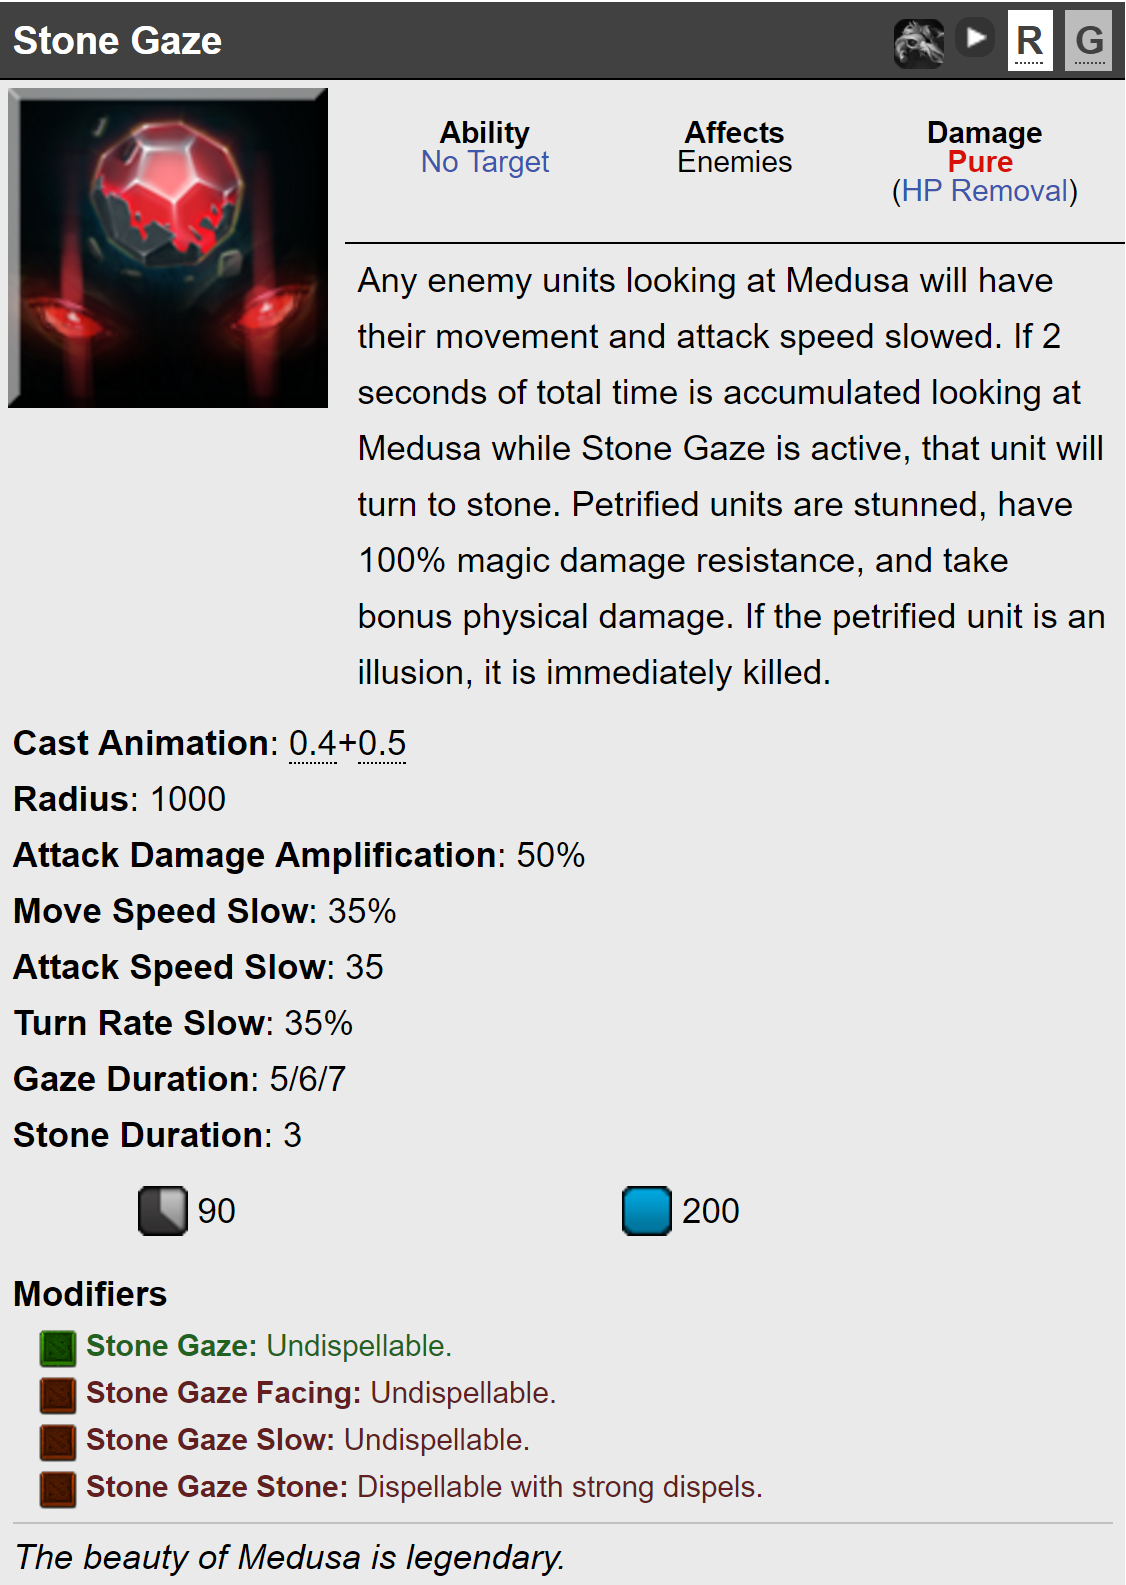 Stone Gaze
R G
Ability
No Target
Affects
Enemies
Damage
Pure
(HP Removal)
Any enemy units looking at Medusa will have
their movement and attack speed slowed. If 2
seconds of total time is accumulated looking at
Medusa while Stone Gaze is active, that unit will
turn to stone. Petrified units are stunned, have
100% magic damage resistance, and take
bonus physical damage. If the petrified unit is an
illusion, it is immediately killed.
Cast Animation: 0.4+0.5
Radius: 1000
Attack Damage Amplification: 50%
Move Speed Slow: 35%
Attack Speed Slow: 35
Turn Rate Slow: 35%
Gaze Duration: 5/6/7
Stone Duration: 3
90
200
Modifiers
Stone Gaze: Undispellable.
Stone Gaze Facing: Undispellable.
Stone Gaze Slow: Undispellable.
Stone Gaze Stone: Dispellable with strong dispels.
The beauty of Medusa is legendary.